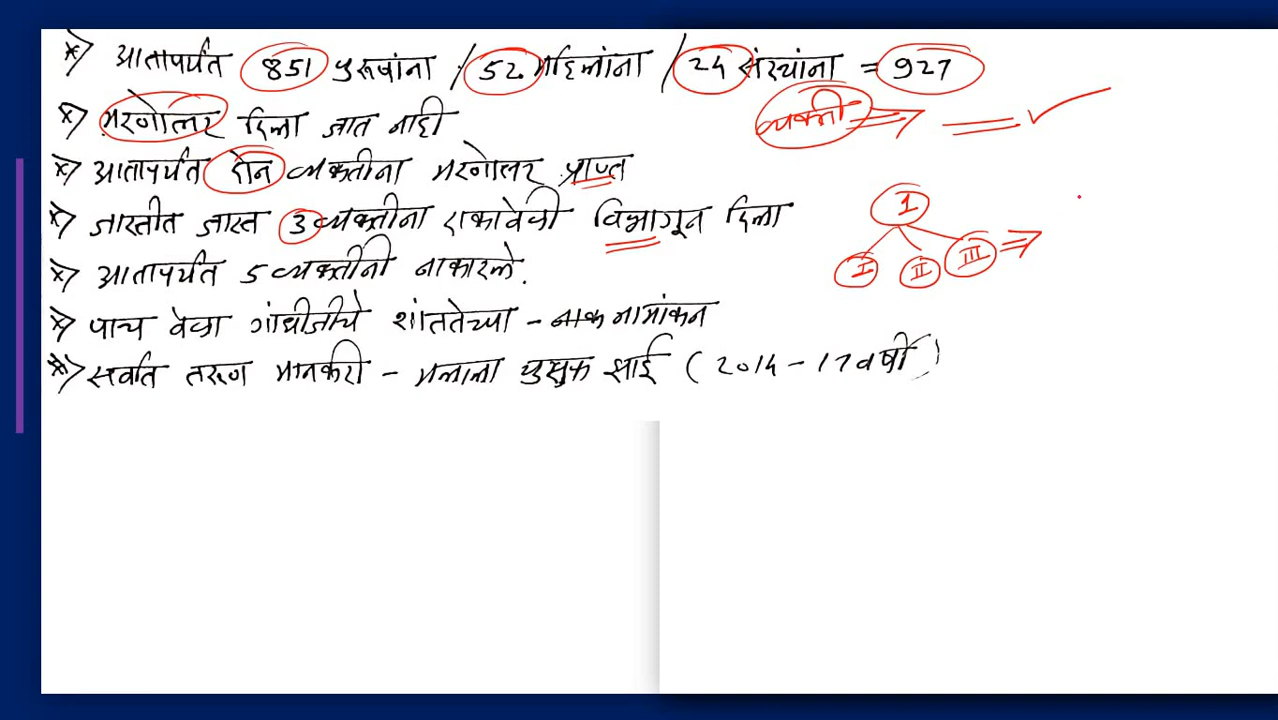 *> आतापर्यंत 851 पुरूषांना / 52 महिलांना / 24 संस्थांना = 927
*> मरणोत्तर दिला जात नाही व्यक्ती => — ✓
*> आतापर्यंत दोन व्यक्तींना मरणोत्तर प्राप्त
*> जास्तीत जास्त 3 व्यक्तींना एकावेळी विभागून दिला
I
I II III =>
*> आतापर्यंत 5 व्यक्तींनी नाकारले.
*> पाच वेळा गांधीजीचे शांततेच्या - नामांकन
*> सर्वात तरूण मानकरी - मलाला युसुफ झाई (2014 - 17 वर्षी)